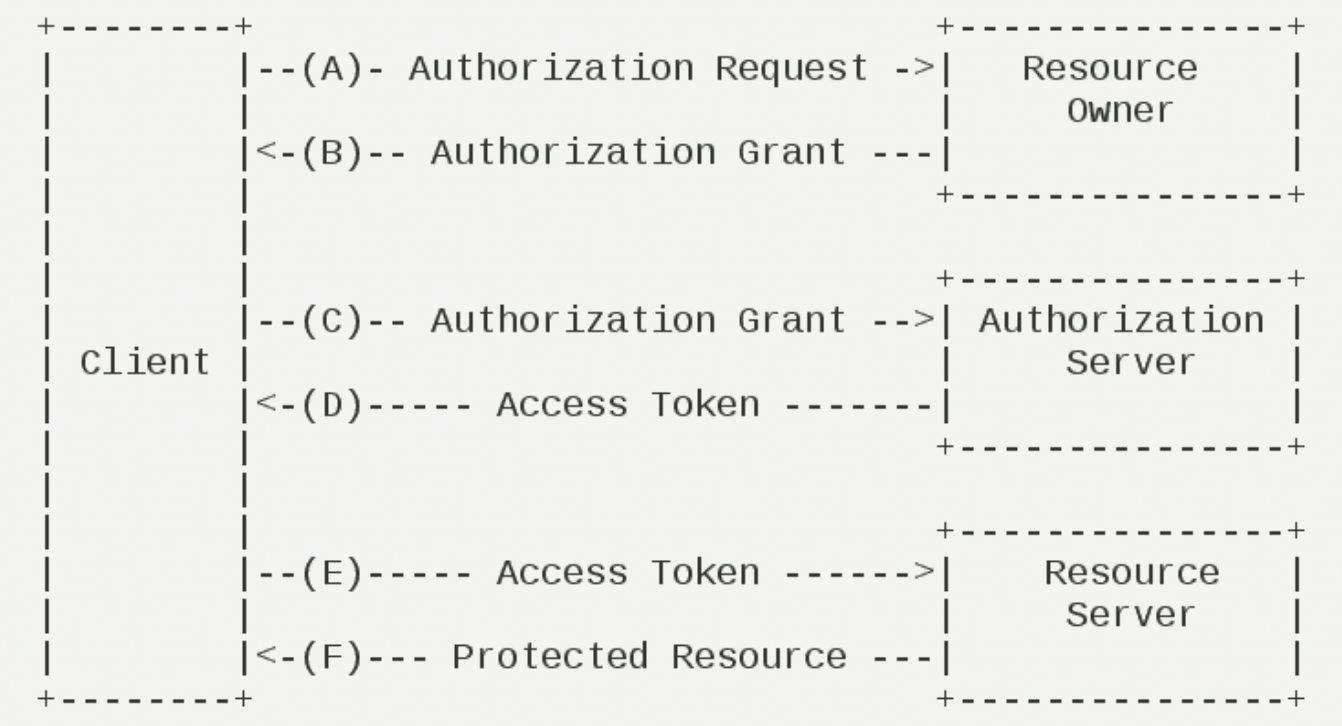 +--------+                               +---------------+
|        |--(A)- Authorization Request ->|   Resource    |
|        |                               |     Owner     |
|        |<-(B)-- Authorization Grant ---|               |
|        |                               +---------------+
|        |
|        |                               +---------------+
|        |--(C)-- Authorization Grant -->| Authorization |
| Client |                               |     Server    |
|        |<-(D)----- Access Token -------|               |
|        |                               +---------------+
|        |
|        |                               +---------------+
|        |--(E)----- Access Token ------>|    Resource   |
|        |                               |     Server    |
|        |<-(F)--- Protected Resource ---|               |
+--------+                               +---------------+